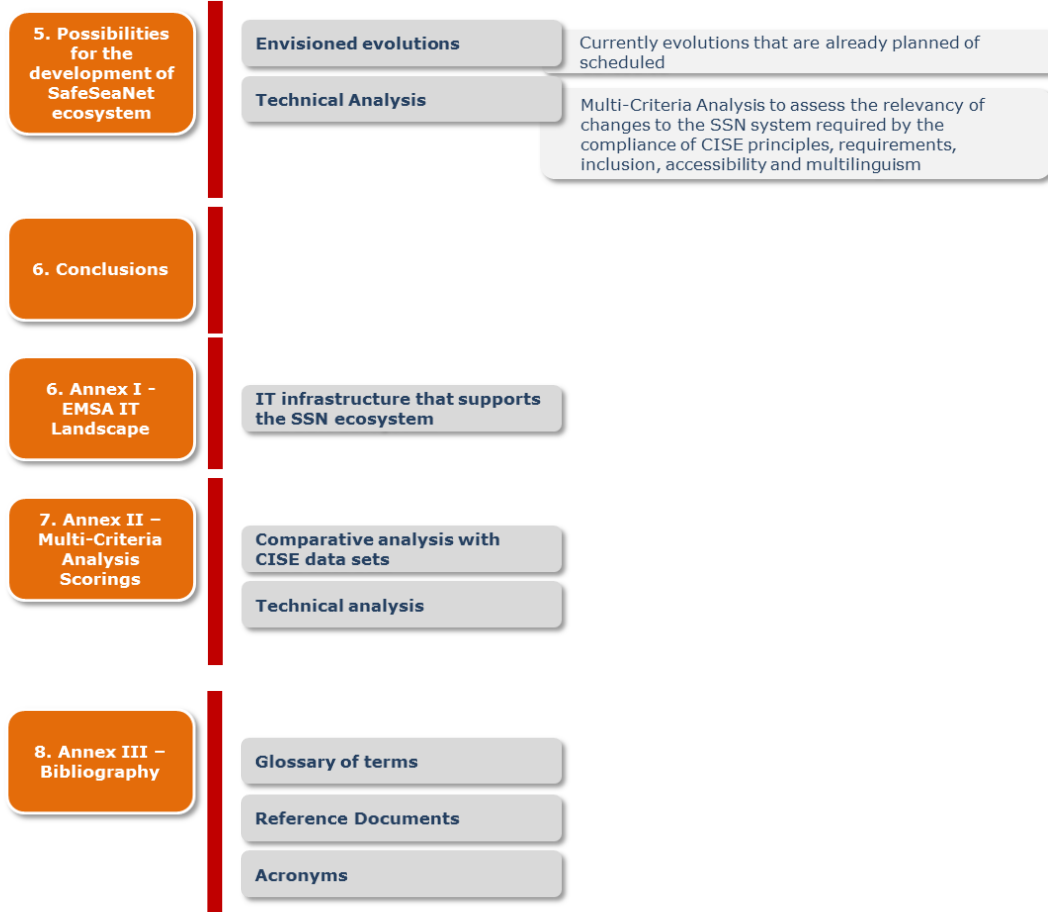 5. Possibilities
for the
development of
SafeSeaNet
ecosystem
Envisioned evolutions
Currently evolutions that are already planned of
scheduled
Technical Analysis
Multi-Criteria Analysis to assess the relevancy of
changes to the SSN system required by the
compliance of CISE principles, requirements,
inclusion, accessibility and multilinguism
6. Conclusions
6. Annex I -
EMSA IT
Landscape
IT infrastructure that supports
the SSN ecosystem
7. Annex II –
Multi-Criteria
Analysis
Scorings
Comparative analysis with
CISE data sets
Technical analysis
8. Annex III –
Bibliography
Glossary of terms
Reference Documents
Acronyms